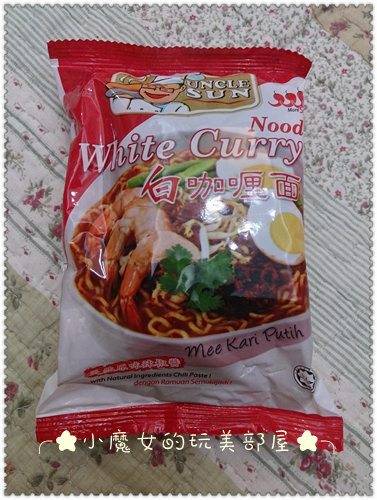 UNCLE
SUN
Nood
White Curry
白咖喱面
Mee Kari Putih
with Natural Ingredients Chili Paste!
dengan Ramuan Semulajadi!
小魔女的玩美部屋